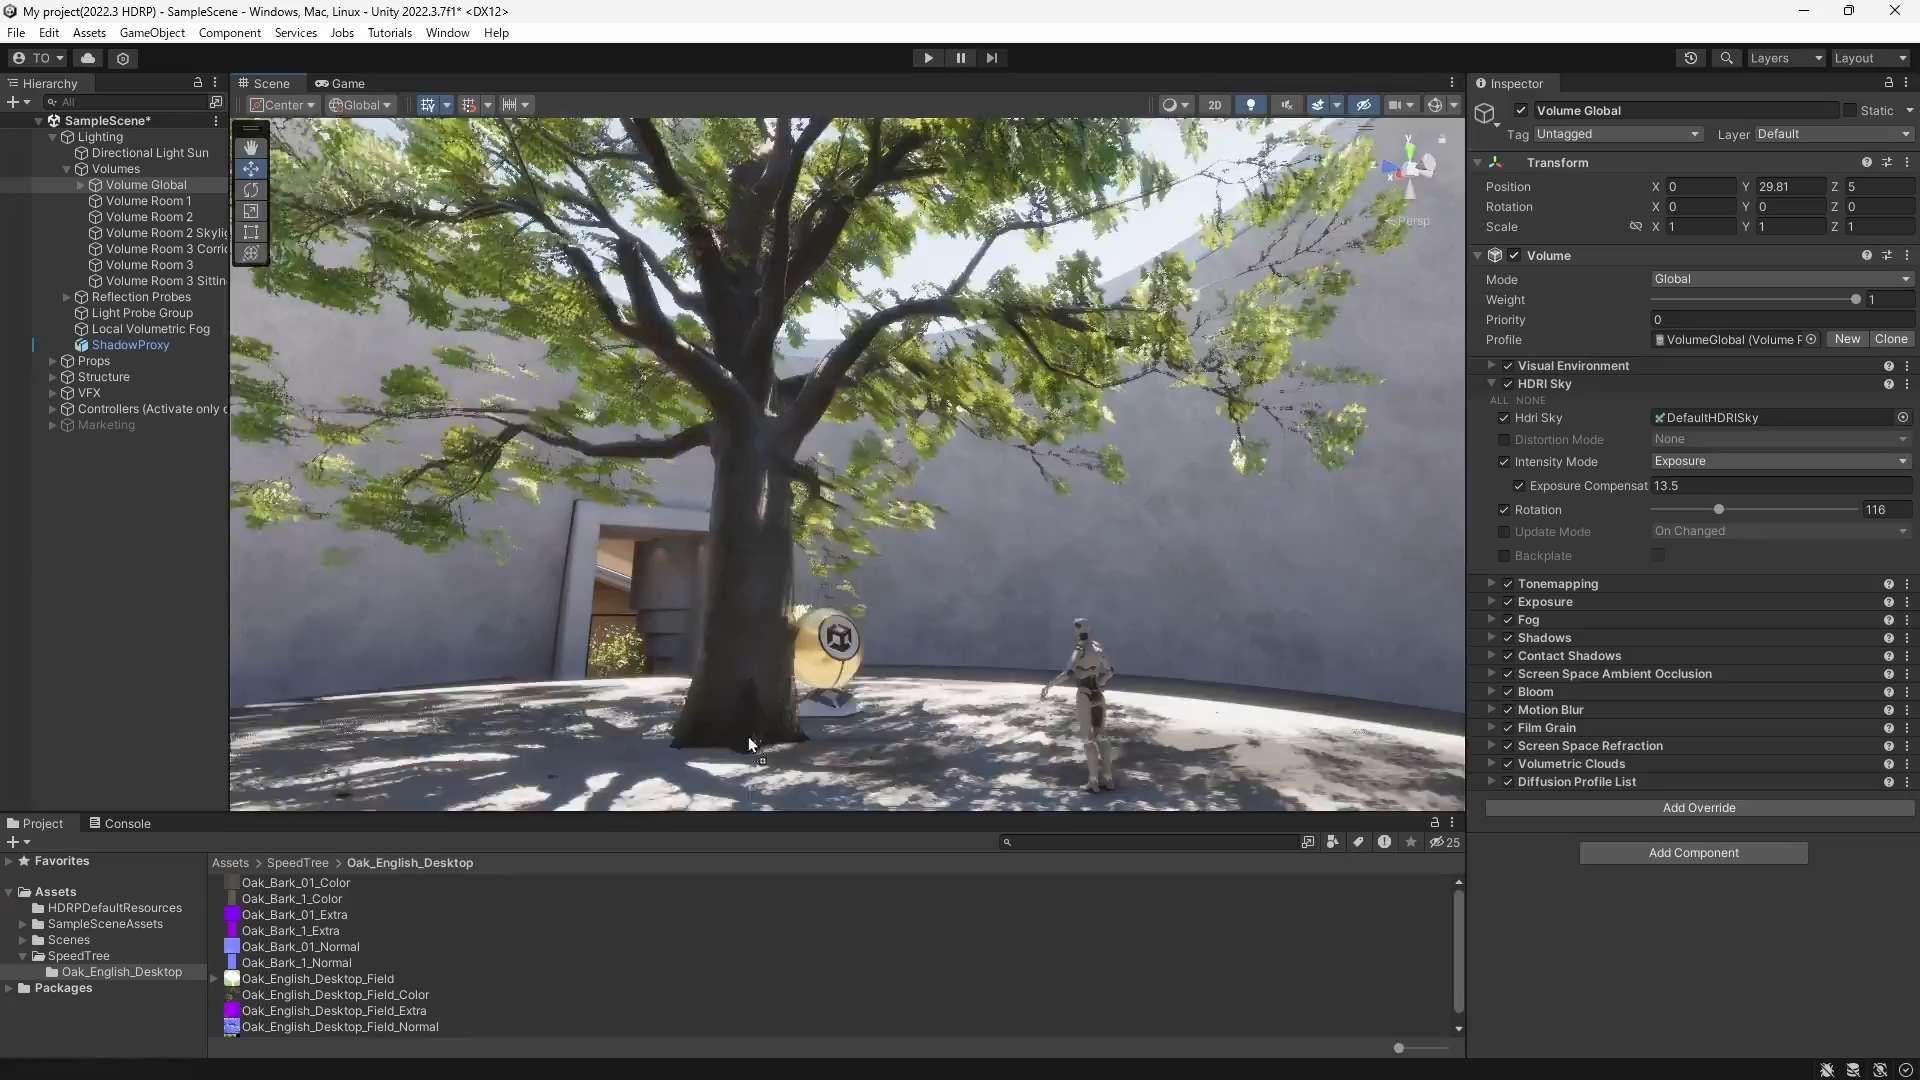 My project(2022.3 HDRP) - SampleScene - Windows, Mac, Linux - Unity 2022.3.7f1* <DX12>
File Edit Assets GameObject Component Services Jobs Tutorials Window Help
TO Layers Layout
Hierarchy
All
SampleScene*
Lighting
Directional Light Sun
Volumes
Volume Global
Volume Room 1
Volume Room 2
Volume Room 2 Skylig
Volume Room 3 Corri
Volume Room 3
Volume Room 3 Sittin
Reflection Probes
Light Probe Group
Local Volumetric Fog
ShadowProxy
Props
Structure
VFX
Controllers (Activate only
Marketing
Scene Game
Center Global 2D
y
x
Persp
Inspector
Volume Global Static
Tag Untagged Layer Default
Transform
Position X 0 Y 29.81 Z 5
Rotation X 0 Y 0 Z 0
Scale X 1 Y 1 Z 1
Volume
Mode Global
Weight 1
Priority 0
Profile VolumeGlobal (Volume P New Clone
Visual Environment
HDRI Sky
ALL NONE
Hdri Sky DefaultHDRISky
Distortion Mode None
Intensity Mode Exposure
Exposure Compensat 13.5
Rotation 116
Update Mode On Changed
Backplate
Tonemapping
Exposure
Fog
Shadows
Contact Shadows
Screen Space Ambient Occlusion
Bloom
Motion Blur
Film Grain
Screen Space Refraction
Volumetric Clouds
Diffusion Profile List
Add Override
Add Component
Project Console
25
Favorites
Assets
HDRPDefaultResources
SampleSceneAssets
Scenes
SpeedTree
Oak_English_Desktop
Packages
Assets > SpeedTree > Oak_English_Desktop
Oak_Bark_01_Color
Oak_Bark_1_Color
Oak_Bark_01_Extra
Oak_Bark_1_Extra
Oak_Bark_01_Normal
Oak_Bark_1_Normal
Oak_English_Desktop_Field
Oak_English_Desktop_Field_Color
Oak_English_Desktop_Field_Extra
Oak_English_Desktop_Field_Normal